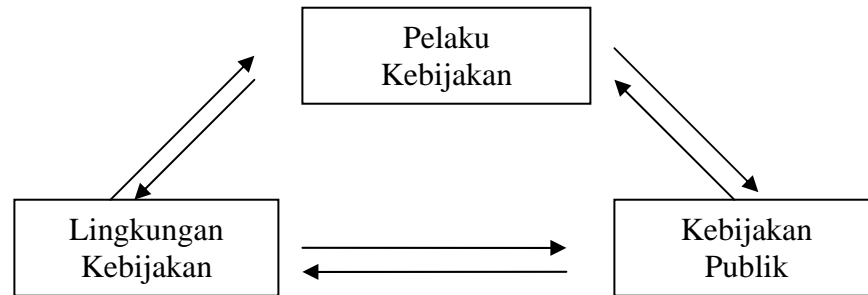 Pelaku
Kebijakan
Lingkungan
Kebijakan
Kebijakan
Publik